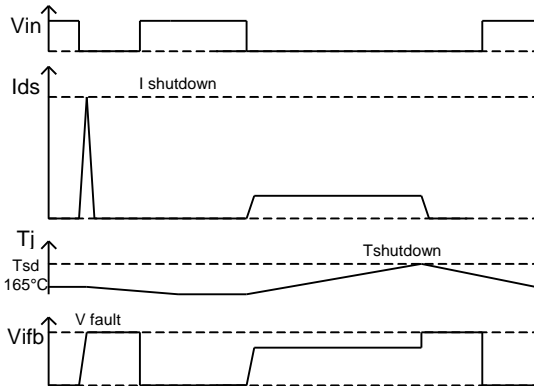 Vin
Ids
I shutdown
Tj
Tsd
165°C
Tshutdown
Vifb
V fault